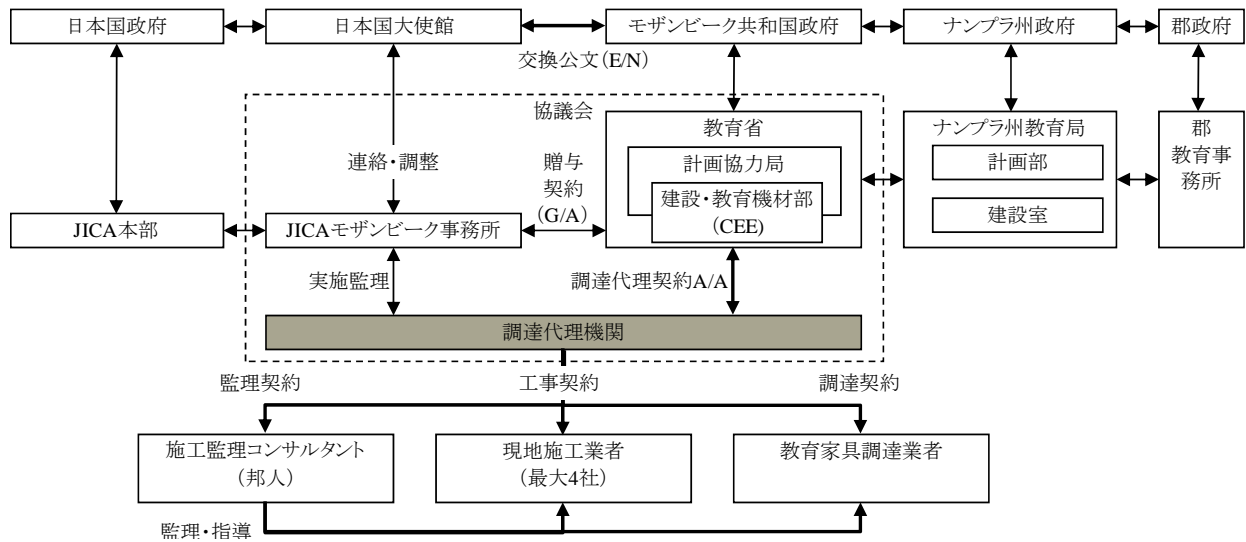 日本国政府
日本国大使館
モザンビーク共和国政府
ナンプラ州政府
郡政府
交換公文(E/N)
協議会
教育省
計画協力局
建設・教育機材部
(CEE)
連絡・調整
贈与
契約
(G/A)
ナンプラ州教育局
計画部
建設室
郡
教育事
務所
JICA本部
JICAモザンビーク事務所
実施監理
調達代理契約A/A
調達代理機関
監理契約
工事契約
調達契約
施工監理コンサルタント
(邦人)
現地施工業者
(最大4社)
教育家具調達業者
監理・指導